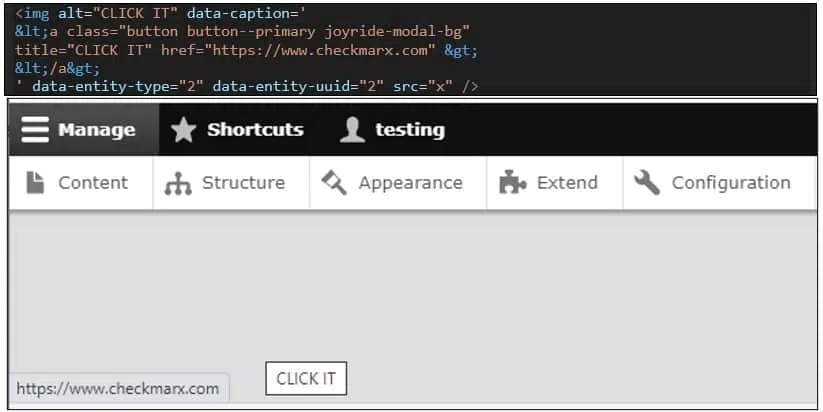 <img alt="CLICK IT" data-caption='
&lt;a class="button button--primary joyride-modal-bg"
title="CLICK IT" href="https://www.checkmarx.com" &gt;
&lt;/a&gt;
' data-entity-type="2" data-entity-uuid="2" src="x" />
Manage Shortcuts testing
Content Structure Appearance Extend Configuration
CLICK IT
https://www.checkmarx.com